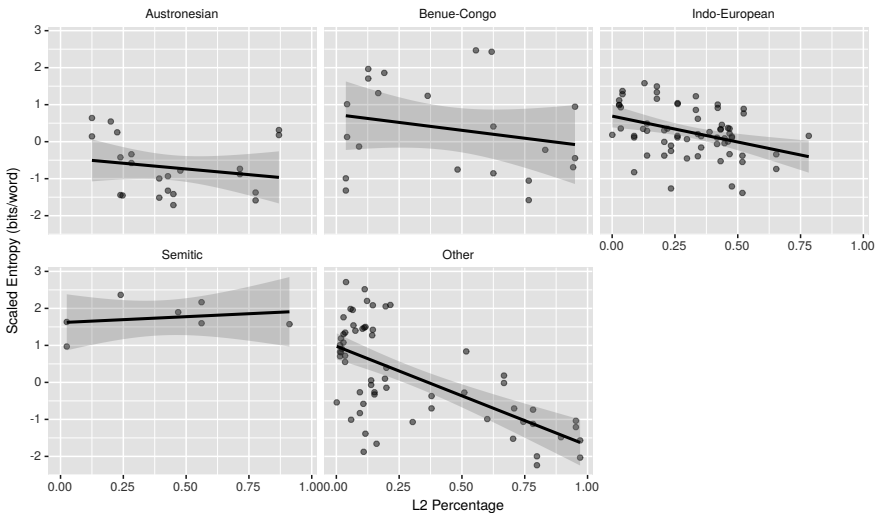 Austronesian Benue-Congo Indo-European
3
2
1
0
-1
-2
0.00 0.25 0.50 0.75 1.00
Semitic Other
3
2
1
0
-1
-2
0.00 0.25 0.50 0.75 1.00 0.00 0.25 0.50 0.75 1.00
L2 Percentage
Scaled Entropy (bits/word)